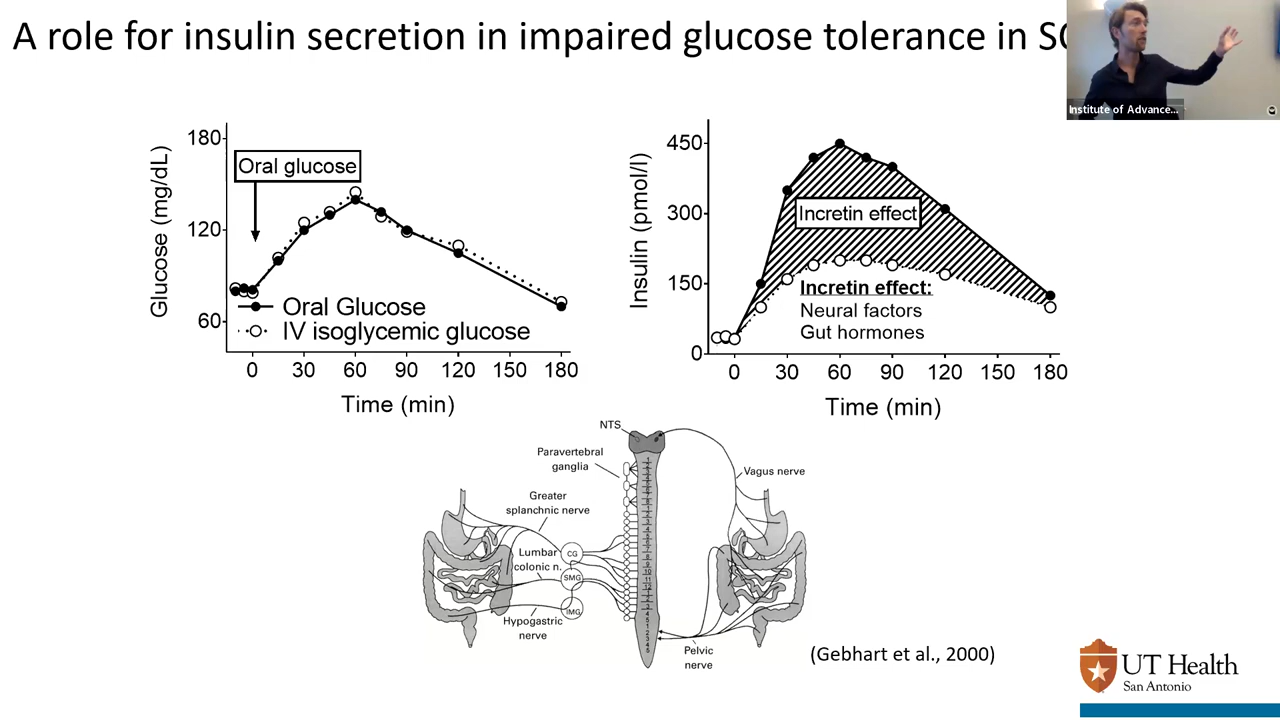 A role for insulin secretion in impaired glucose tolerance in
Institute of Advance...
180
120
60
Glucose (mg/dL)
Oral glucose
Oral Glucose
IV isoglycemic glucose
0 30 60 90 120 150 180
Time (min)
450
300
150
0
Insulin (pmol/l)
Incretin effect
Incretin effect:
Neural factors
Gut hormones
0 30 60 90 120 150 180
Time (min)
NTS
Paravertebral
ganglia
Vagus nerve
Greater
splanchnic nerve
Lumbar
colonic n.
CG
SMG
IMG
Hypogastric
nerve
Pelvic
nerve
(Gebhart et al., 2000)
UT Health
San Antonio